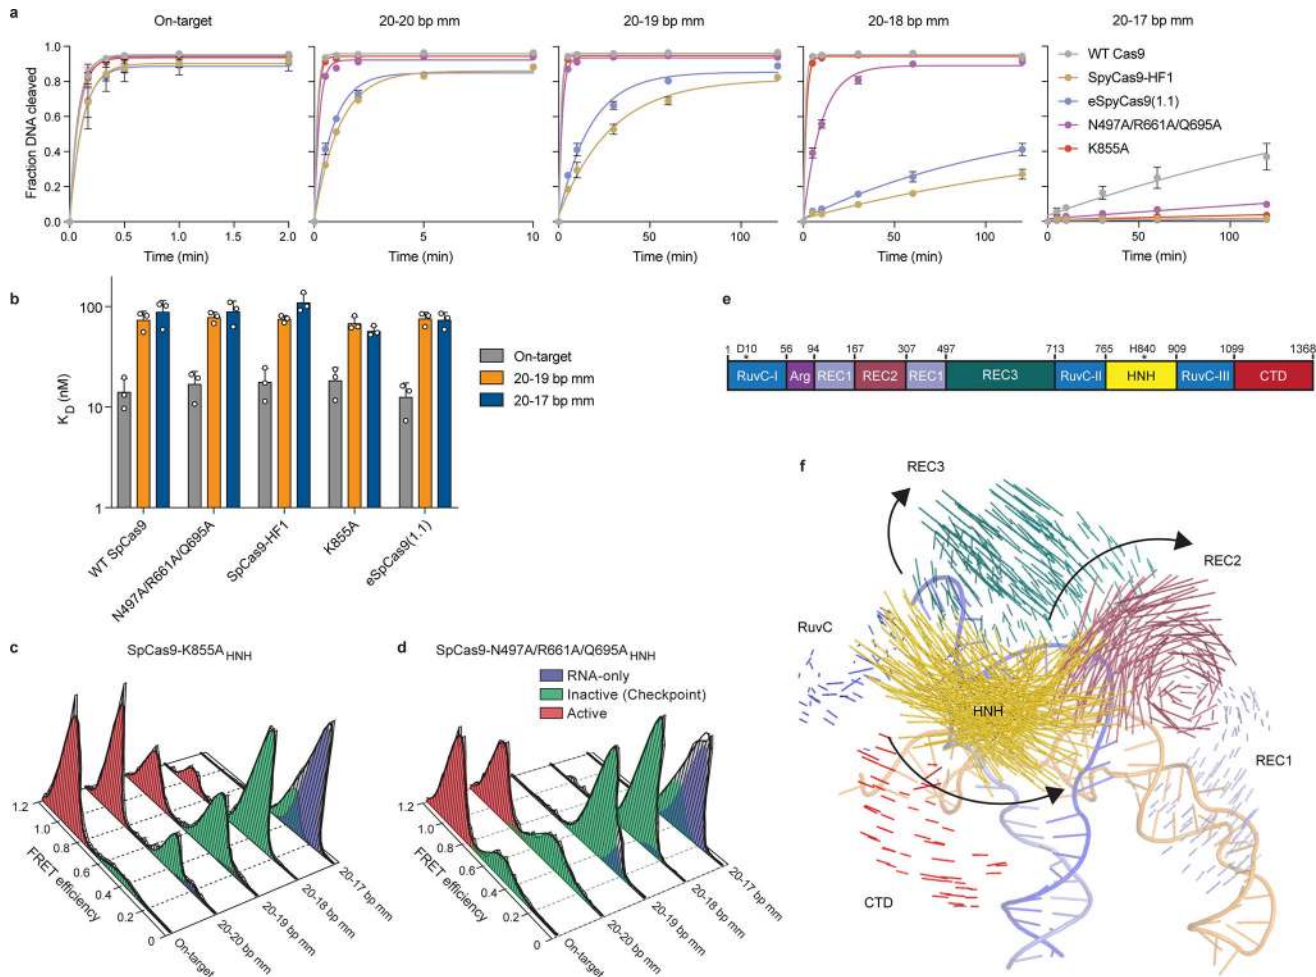 a
On-target
20-20 bp mm
20-19 bp mm
20-18 bp mm
20-17 bp mm
Fraction DNA cleaved
1.0
0.8
0.6
0.4
0.2
0.0
0.0 0.5 1.0 1.5 2.0
0 5 10
0 50 100
0 50 100
0 50 100
Time (min)
Time (min)
Time (min)
Time (min)
Time (min)
WT Cas9
SpyCas9-HF1
eSpyCas9(1.1)
N497A/R661A/Q695A
K855A
b
K_D (nM)
100
10
1
WT SpCas9
N497A/R661A/Q695A
SpCas9-HF1
K855A
eSpCas9(1.1)
On-target
20-19 bp mm
20-17 bp mm
e
1 D10 56 94 167 307 497 713 765 H840 909 1099 1368
RuvC-I Arg REC1 REC2 REC1 REC3 RuvC-II HNH RuvC-III CTD
c
SpCas9-K855A HNH
d
SpCas9-N497A/R661A/Q695A HNH
RNA-only
Inactive (Checkpoint)
Active
1.2
1.0
0.8
0.6
0.4
0.2
0
FRET efficiency
On-target
20-20 bp mm
20-19 bp mm
20-18 bp mm
20-17 bp mm
1.2
1.0
0.8
0.6
0.4
0.2
0
FRET efficiency
On-target
20-20 bp mm
20-19 bp mm
20-18 bp mm
20-17 bp mm
f
REC3
REC2
RuvC
HNH
REC1
CTD